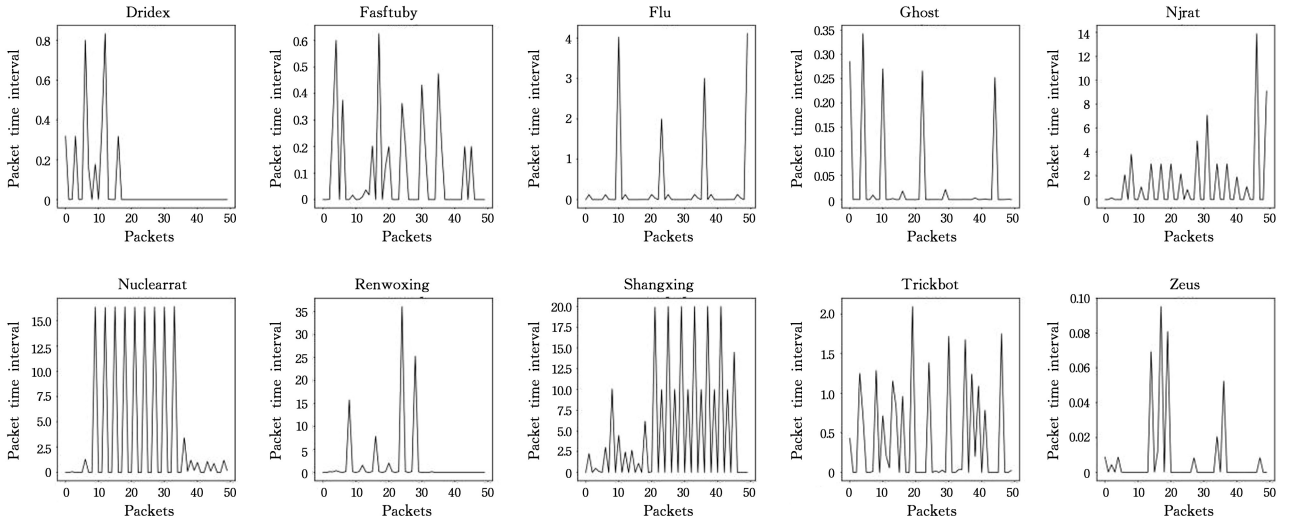 Dridex
Packet time interval
0.8
0.6
0.4
0.2
0
0 10 20 30 40 50
Packets
Fasftuby
Packet time interval
0.6
0.5
0.4
0.3
0.2
0.1
0
0 10 20 30 40 50
Packets
Flu
Packet time interval
4
3
2
1
0
0 10 20 30 40 50
Packets
Ghost
Packet time interval
0.35
0.30
0.25
0.20
0.15
0.10
0.05
0
0 10 20 30 40 50
Packets
Njrat
Packet time interval
14
12
10
8
6
4
2
0
0 10 20 30 40 50
Packets
Nuclearrat
Packet time interval
15.0
12.5
10.0
7.5
5.0
2.5
0
0 10 20 30 40 50
Packets
Renwoxing
Packet time interval
35
30
25
20
15
10
5
0
0 10 20 30 40 50
Packets
Shangxing
Packet time interval
20.0
17.5
15.0
12.5
10.0
7.5
5.0
2.5
0
0 10 20 30 40 50
Packets
Trickbot
Packet time interval
2.0
1.5
1.0
0.5
0
0 10 20 30 40 50
Packets
Zeus
Packet time interval
0.10
0.08
0.06
0.04
0.02
0
0 10 20 30 40 50
Packets